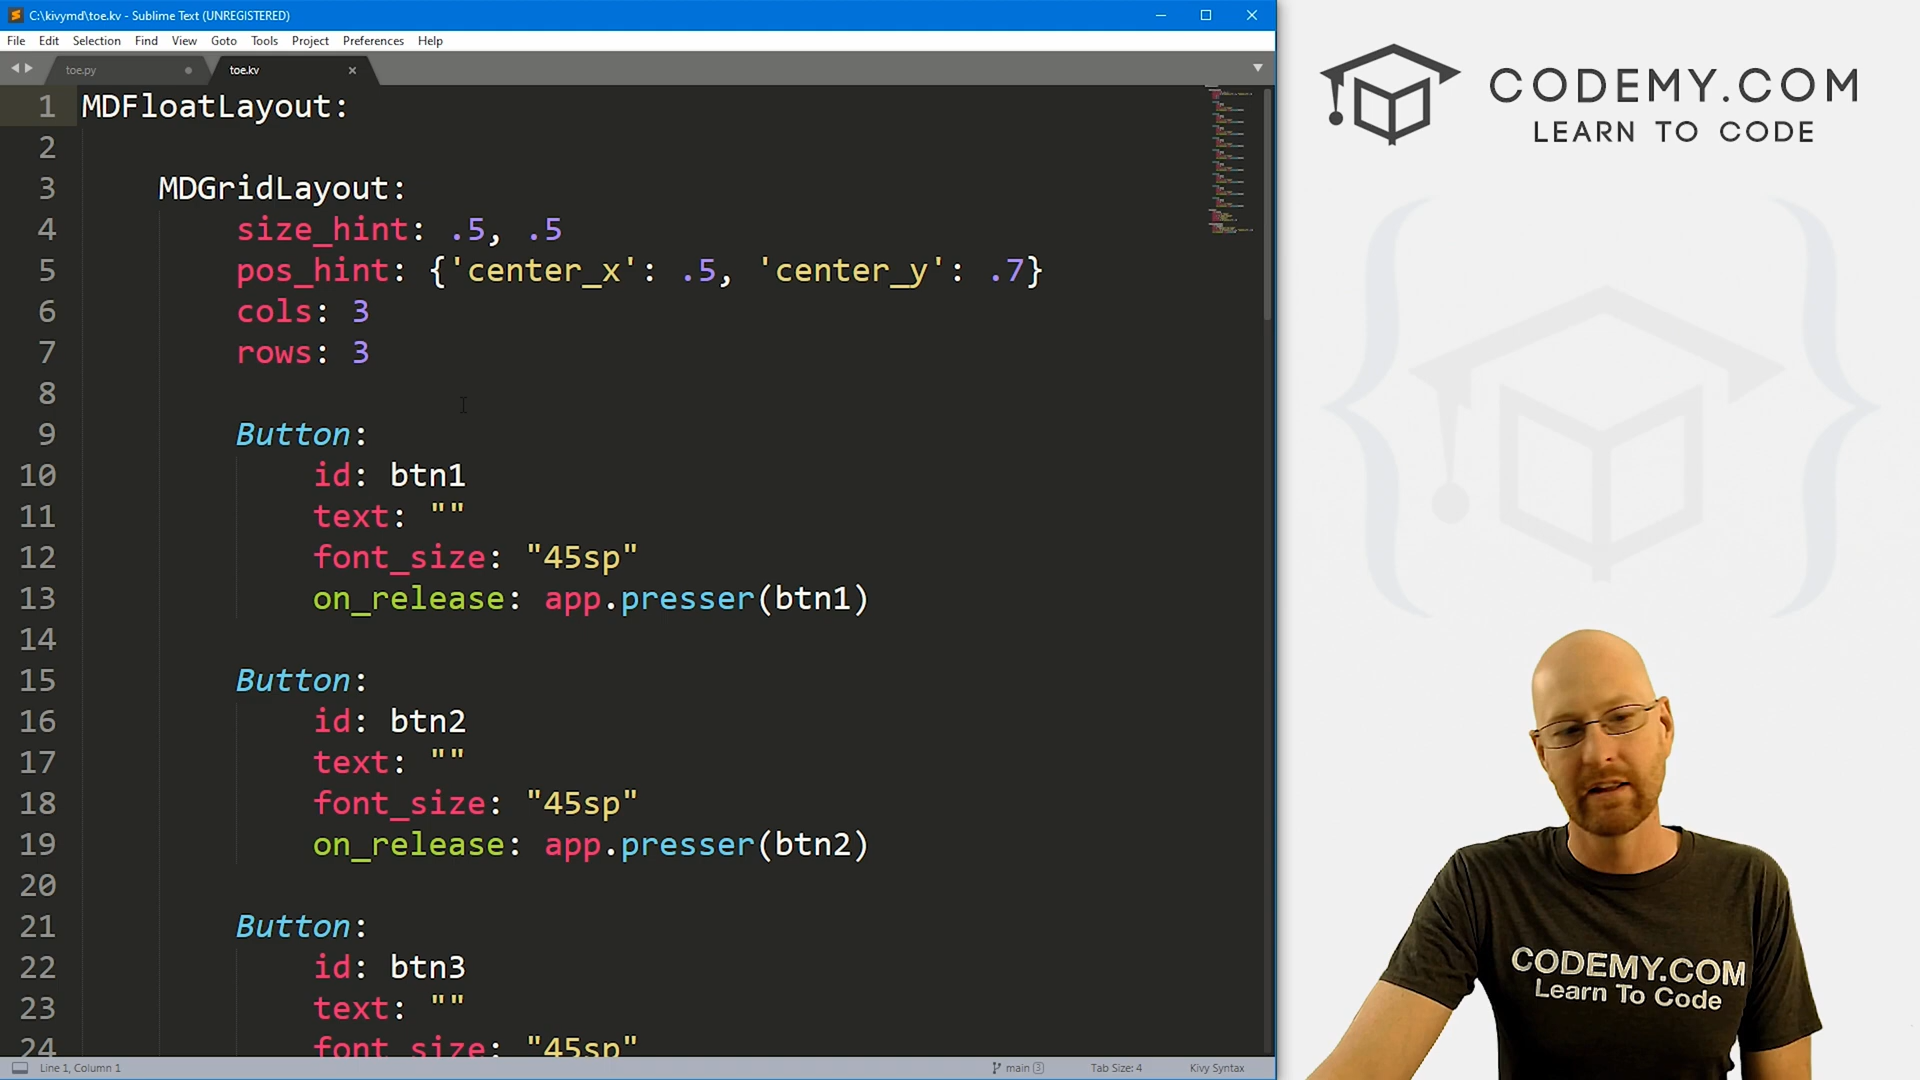 C:\kivymd\toe.kv - Sublime Text (UNREGISTERED)
File Edit Selection Find View Goto Tools Project Preferences Help
toe.py
toe.kv
1 MDFloatLayout:
2
3 MDGridLayout:
4 size_hint: .5, .5
5 pos_hint: {'center_x': .5, 'center_y': .7}
6 cols: 3
7 rows: 3
8
9 Button:
10 id: btn1
11 text: ""
12 font_size: "45sp"
13 on_release: app.presser(btn1)
14
15 Button:
16 id: btn2
17 text: ""
18 font_size: "45sp"
19 on_release: app.presser(btn2)
20
21 Button:
22 id: btn3
23 text: ""
24 font_size: "45sp"
Line 1, Column 1
main 3
Tab Size: 4
Kivy Syntax
CODEMY.COM
LEARN TO CODE
CODEMY.COM
Learn To Code